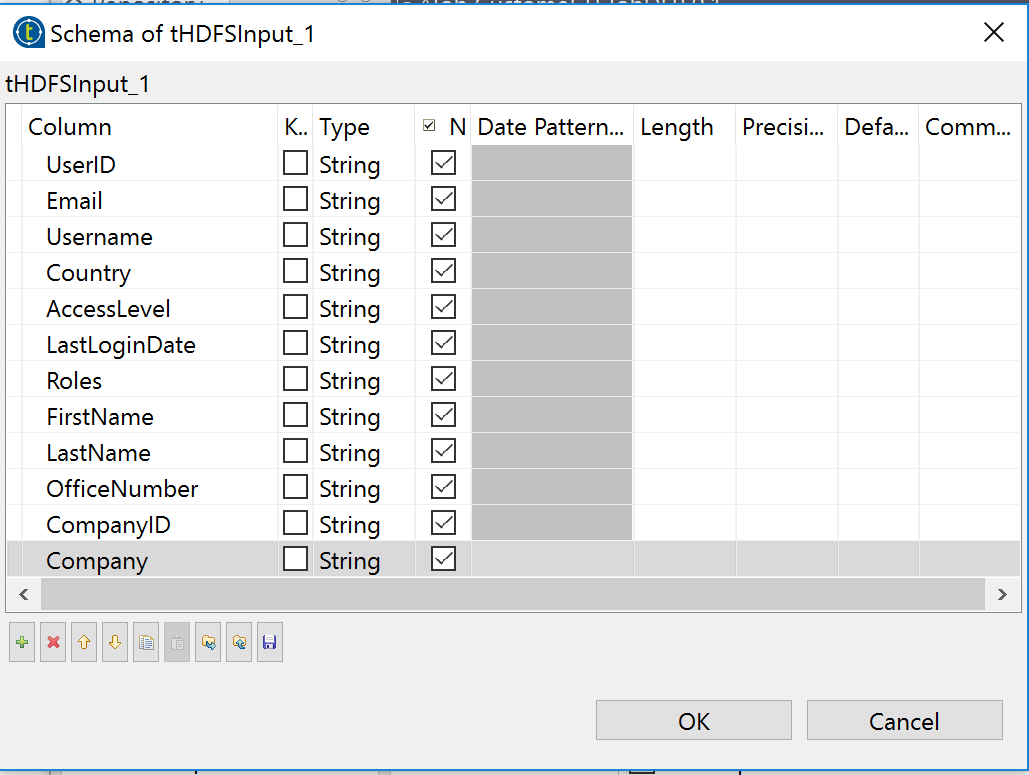 Schema of tHDFSInput_1
tHDFSInput_1
Column K.. Type N Date Pattern... Length Precisi... Defa... Comm...
UserID String
Email String
Username String
Country String
AccessLevel String
LastLoginDate String
Roles String
FirstName String
LastName String
OfficeNumber String
CompanyID String
Company String
OK Cancel